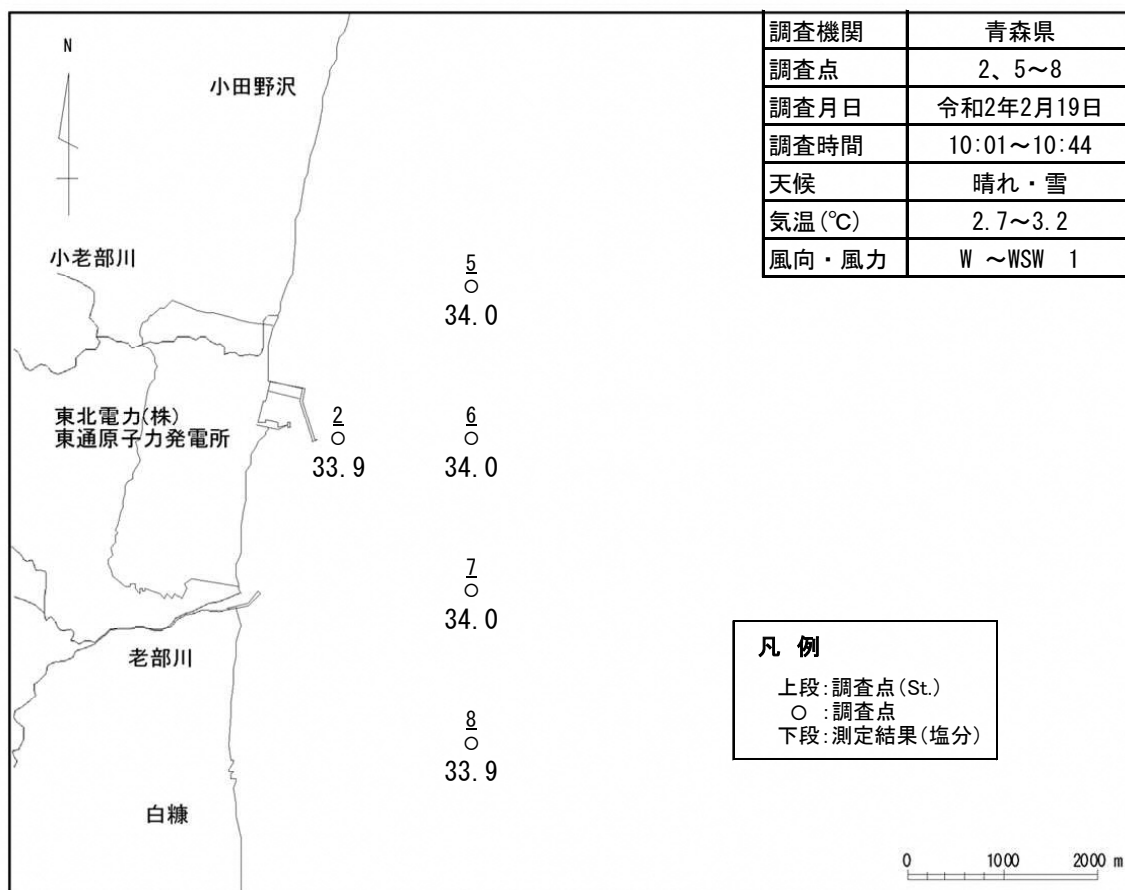 調査機関 青森県
調査点 2、5～8
調査月日 令和2年2月19日
調査時間 10:01～10:44
天候 晴れ・雪
気温(℃) 2.7～3.2
風向・風力 W ～WSW 1
N
小田野沢
小老部川
5
○
34.0
東北電力(株)
東通原子力発電所
2
○
33.9
6
○
34.0
7
○
34.0
老部川
8
○
33.9
白糠
凡 例
上段:調査点(St.)
○ :調査点
下段:測定結果(塩分)
0 1000 2000 m